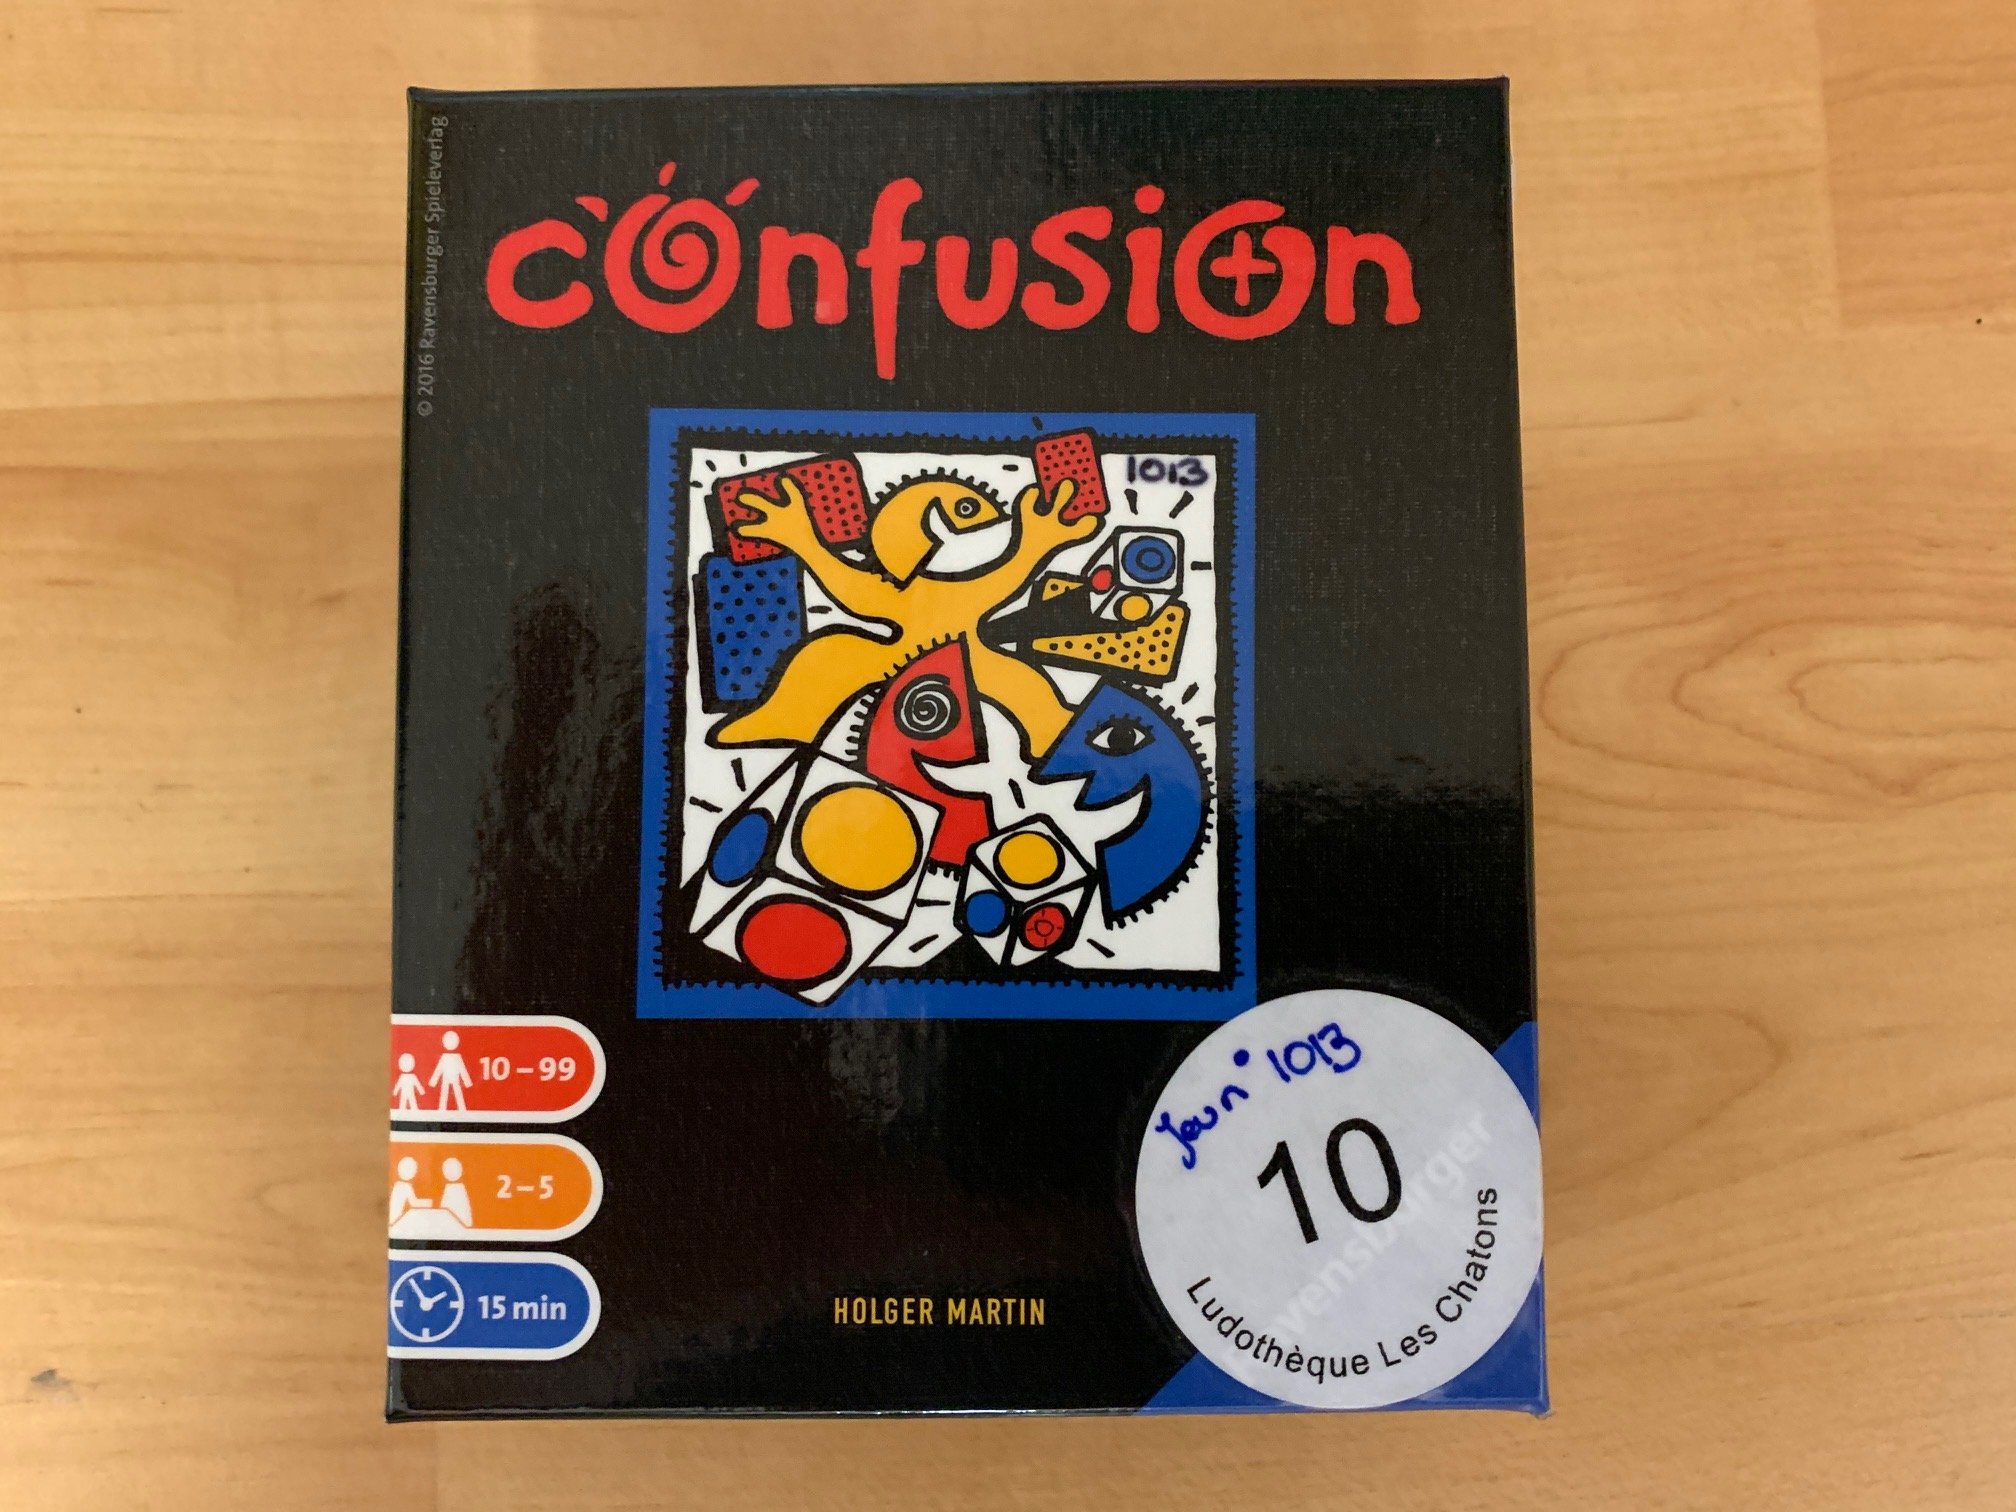 © 2016 Ravensburger Spieleverlag
confusion
1013
10 – 99
2 – 5
15 min
HOLGER MARTIN
Jeu n° 1013
10
Ravensburger
Ludothèque Les Chatons